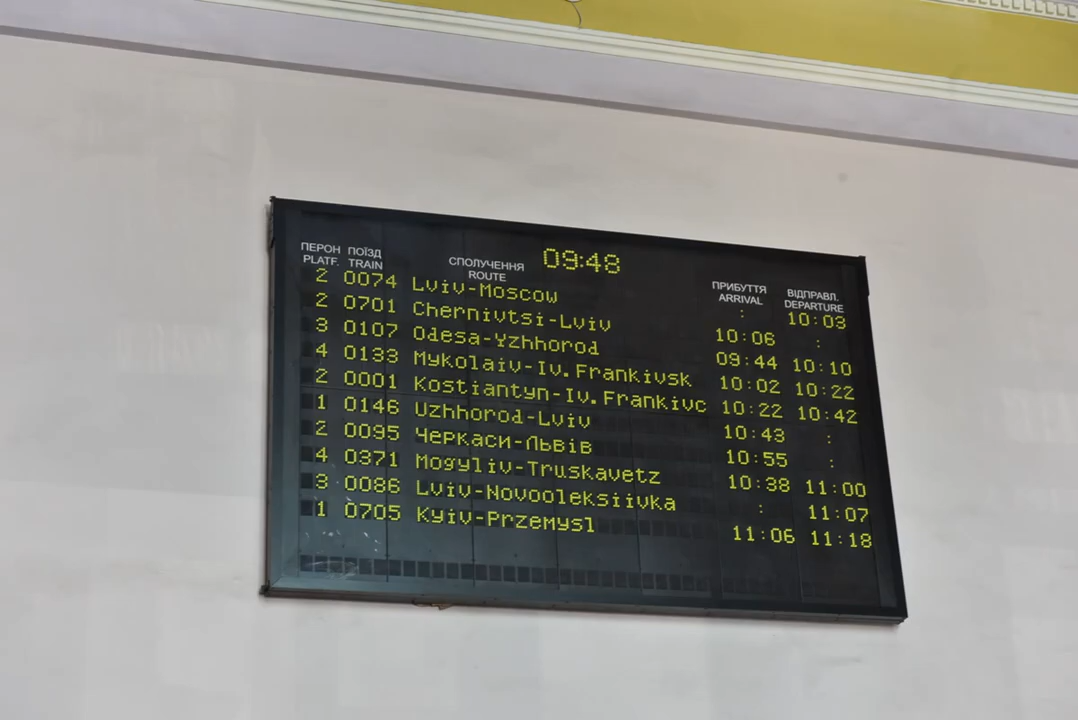 09:48
ПЕРОН ПОЇЗД СПОЛУЧЕННЯ ПРИБУТТЯ ВІДПРАВЛ.
PLATF. TRAIN ROUTE ARRIVAL DEPARTURE
2 0074 Lviv-Moscow : 10:03
2 0701 Chernivtsi-Lviv 10:06 :
3 0107 Odesa-Yzhhorod 09:44 10:10
4 0133 Mykolaiv-Iv.Frankivsk 10:02 10:22
2 0001 Kostiantyn-Iv.Frankivc 10:22 10:42
1 0146 Uzhhorod-Lviv 10:43 :
2 0095 Черкаси-Львів 10:55 :
4 0371 Mogyliv-Truskavetz 10:38 11:00
3 0086 Lviv-Novooleksiivka : 11:07
1 0705 Kyiv-Przemysl 11:06 11:18